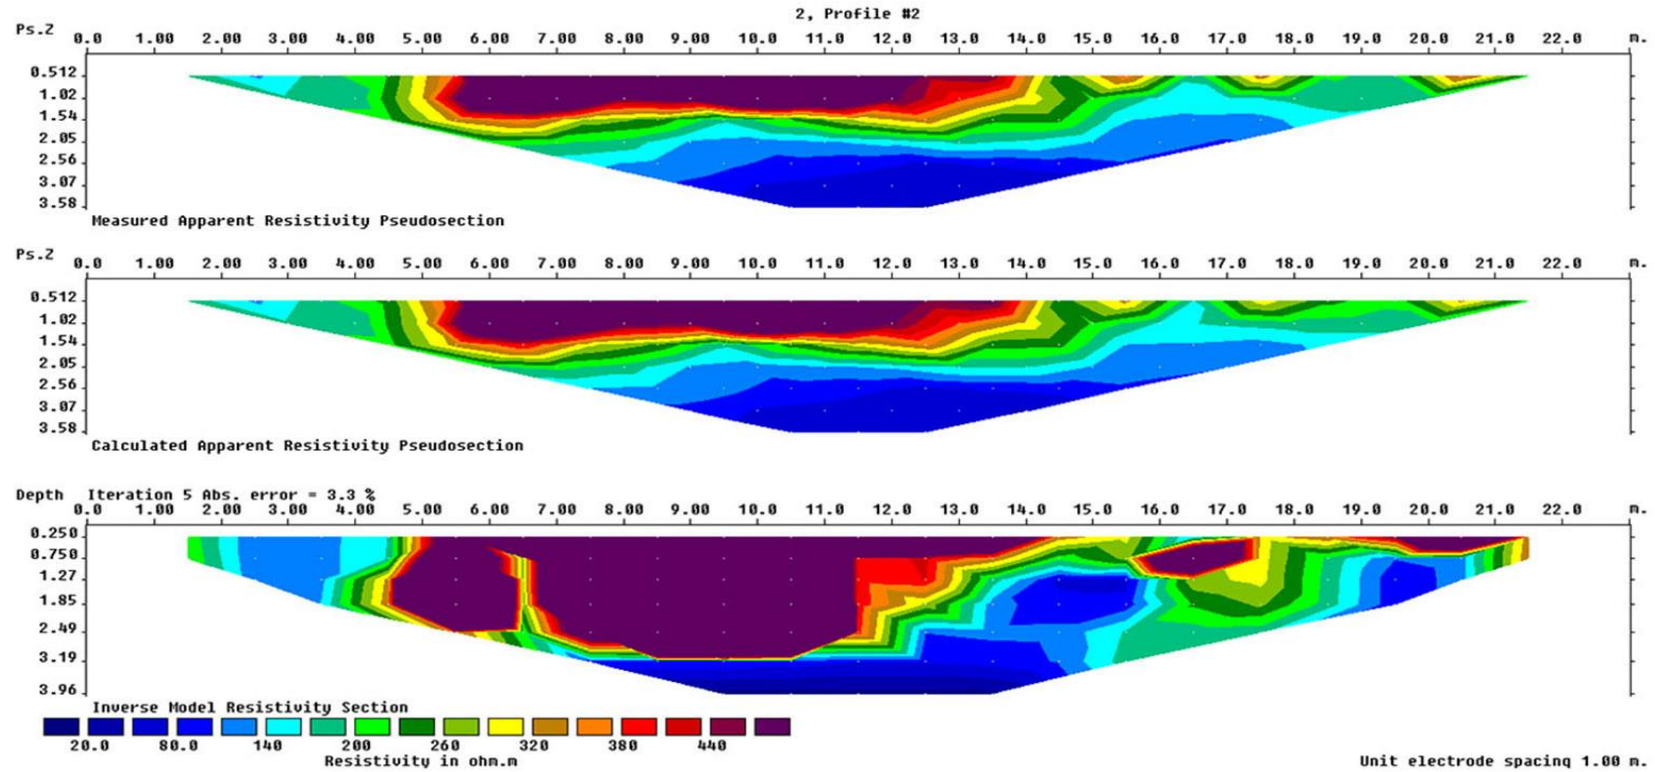 2, Profile #2
Ps.Z 0.0 1.00 2.00 3.00 4.00 5.00 6.00 7.00 8.00 9.00 10.0 11.0 12.0 13.0 14.0 15.0 16.0 17.0 18.0 19.0 20.0 21.0 22.0 m.
0.512
1.02
1.54
2.05
2.56
3.07
3.58
Measured Apparent Resistivity Pseudosection
Ps.Z 0.0 1.00 2.00 3.00 4.00 5.00 6.00 7.00 8.00 9.00 10.0 11.0 12.0 13.0 14.0 15.0 16.0 17.0 18.0 19.0 20.0 21.0 22.0 m.
0.512
1.02
1.54
2.05
2.56
3.07
3.58
Calculated Apparent Resistivity Pseudosection
Depth Iteration 5 Abs. error = 3.3 %
0.0 1.00 2.00 3.00 4.00 5.00 6.00 7.00 8.00 9.00 10.0 11.0 12.0 13.0 14.0 15.0 16.0 17.0 18.0 19.0 20.0 21.0 22.0 m.
0.250
0.750
1.27
1.85
2.49
3.19
3.96
Inverse Model Resistivity Section
20.0 80.0 140 200 260 320 380 440
Resistivity in ohm.m
Unit electrode spacing 1.00 m.